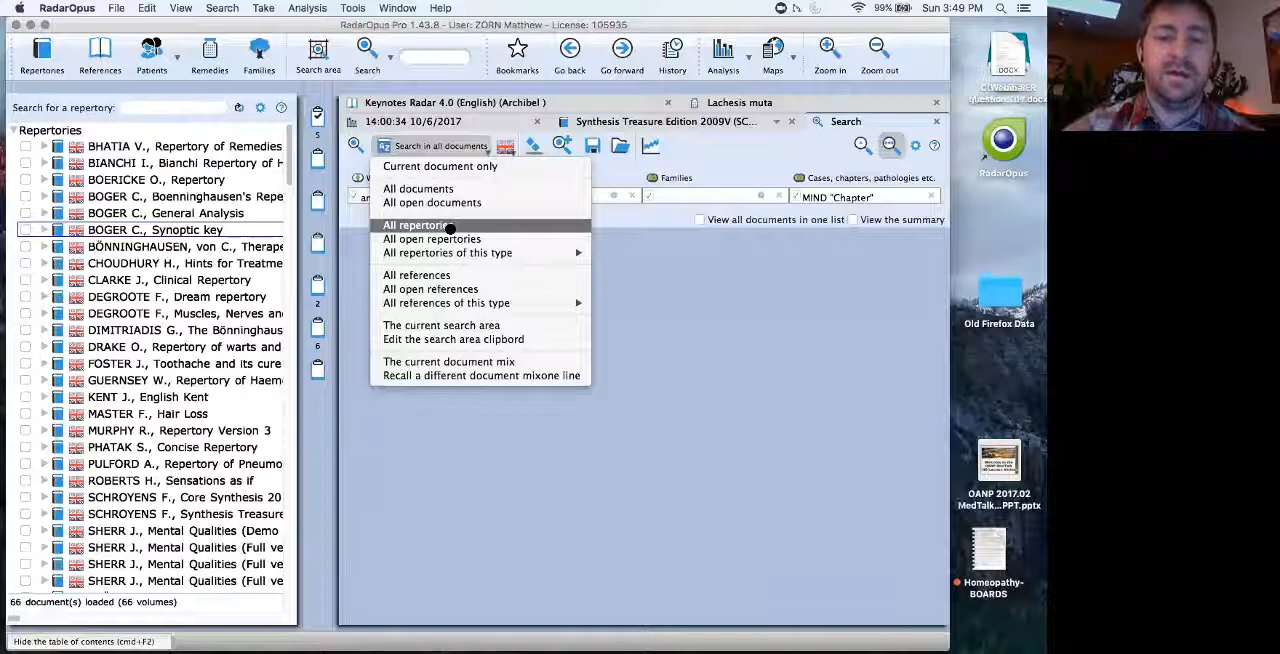 RadarOpus File Edit View Search Take Analysis Tools Window Help 99% Sun 3:49 PM
RadarOpus Pro 1.43.8 - User: ZORN Matthew - License: 105935
Repertories References Patients Remedies Families Search area Search Bookmarks Go back Go forward History Analysis Maps Zoom in Zoom out
Search for a repertory:
Keynotes Radar 4.0 (English) (Archibel )
Lachesis muta
14:00:34 10/6/2017
Synthesis Treasure Edition 2009V (SC...
Search
Search in all documents
Families
Cases, chapters, pathologies etc.
MIND "Chapter"
View all documents in one list
View the summary
Current document only
All documents
All open documents
All repertories
All open repertories
All repertories of this type
All references
All open references
All references of this type
The current search area
Edit the search area clipbord
The current document mix
Recall a different document mixone line
5
2
6
Repertories
BHATIA V., Repertory of Remedies
BIANCHI I., Bianchi Repertory of H
BOERICKE O., Repertory
BOGER C., Boenninghausen's Repe
BOGER C., General Analysis
BOGER C., Synoptic key
BÖNNINGHAUSEN, von C., Therape
CHOUDHURY H., Hints for Treatme
CLARKE J., Clinical Repertory
DEGROOTE F., Dream repertory
DEGROOTE F., Muscles, Nerves an
DIMITRIADIS G., The Bönninghaus
DRAKE O., Repertory of warts and
FOSTER J., Toothache and its cure
GUERNSEY W., Repertory of Haem
KENT J., English Kent
MASTER F., Hair Loss
MURPHY R., Repertory Version 3
PHATAK S., Concise Repertory
PULFORD A., Repertory of Pneumo
ROBERTS H., Sensations as if
SCHROYENS F., Core Synthesis 20
SCHROYENS F., Synthesis Treasure
SHERR J., Mental Qualities (Demo
SHERR J., Mental Qualities (Full ve
SHERR J., Mental Qualities (Full ve
SHERR J., Mental Qualities (Full ve
66 document(s) loaded (66 volumes)
Hide the table of contents (cmd+F2)
DOCX
RadarOpus
Old Firefox Data
OANP 2017.02
MedTalk...PPT.pptx
Homeopathy-
BOARDS